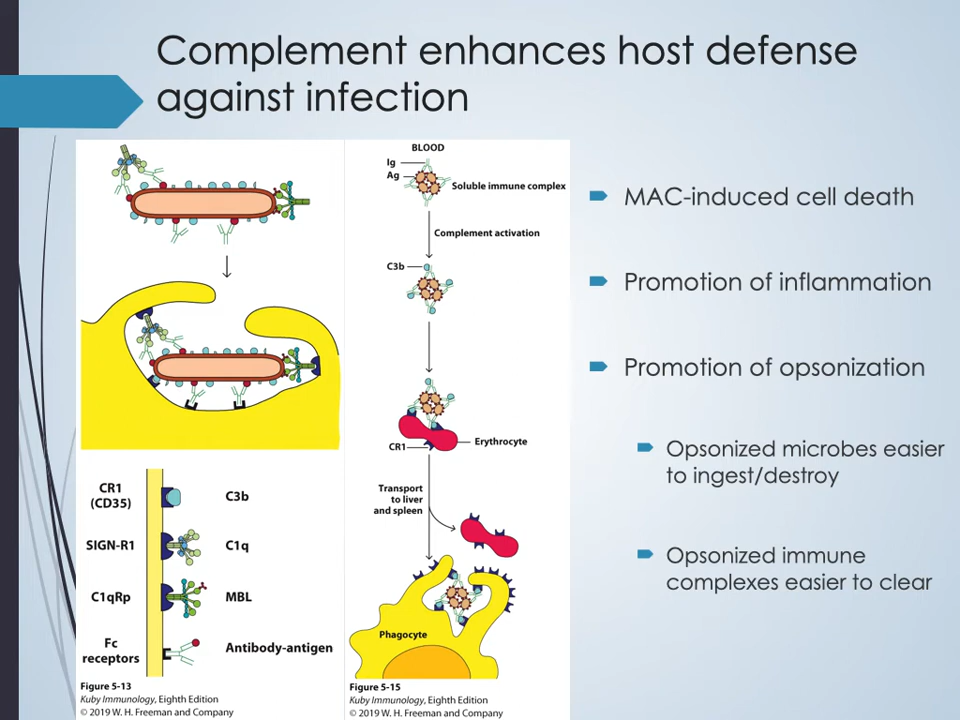 Complement enhances host defense
against infection
CR1
(CD35)
C3b
SIGN-R1
C1q
C1qRp
MBL
Fc
receptors
Antibody-antigen
Figure 5-13
Kuby Immunology, Eighth Edition
© 2019 W. H. Freeman and Company
BLOOD
Ig
Ag
Soluble immune complex
Complement activation
C3b
CR1
Erythrocyte
Transport
to liver
and spleen
Phagocyte
Figure 5-15
Kuby Immunology, Eighth Edition
© 2019 W. H. Freeman and Company
MAC-induced cell death
Promotion of inflammation
Promotion of opsonization
Opsonized microbes easier
to ingest/destroy
Opsonized immune
complexes easier to clear